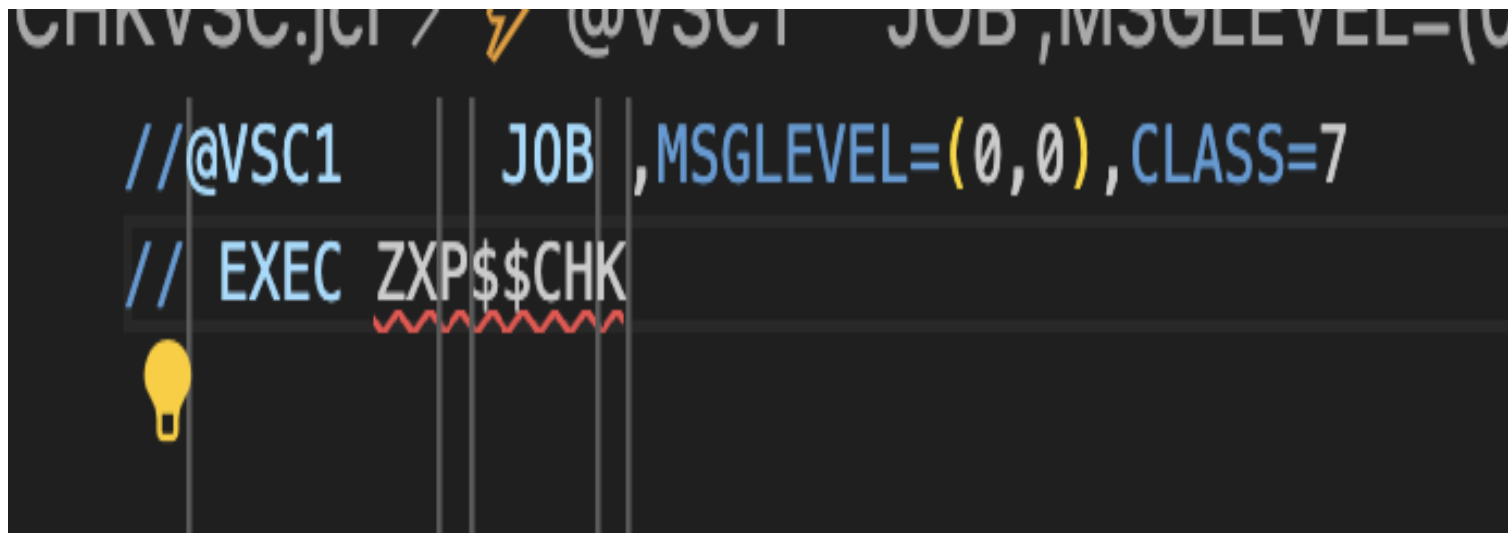 CHKVSC.jcl > ⚡ @VSC1 JOB ,MSGLEVEL=(0
//@VSC1     JOB ,MSGLEVEL=(0,0),CLASS=7
// EXEC ZXP$$CHK